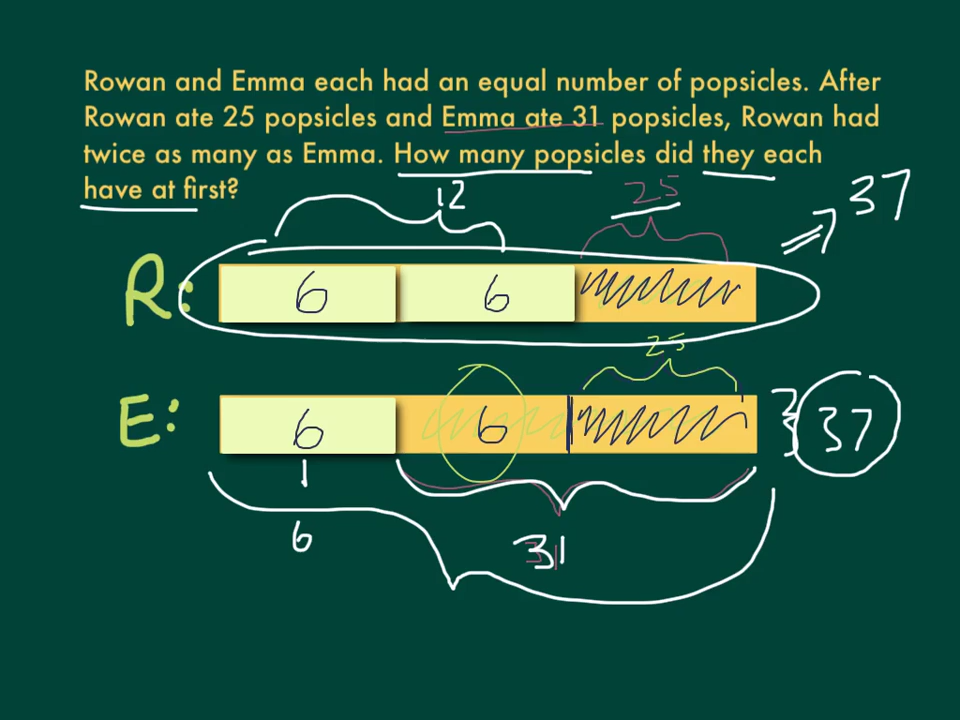 Rowan and Emma each had an equal number of popsicles. After
Rowan ate 25 popsicles and Emma ate 31 popsicles, Rowan had
twice as many as Emma. How many popsicles did they each
have at first?
12 25 37
R: 6 6
25
E: 6 6 37
6 31